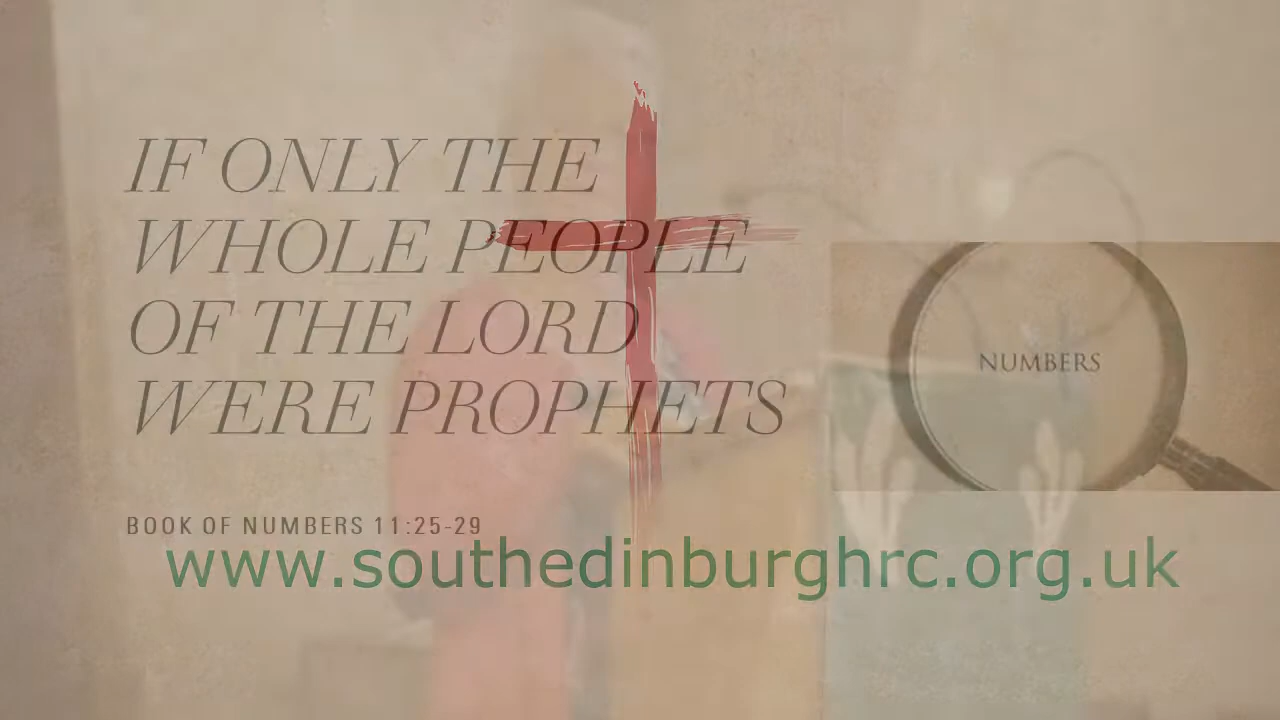 IF ONLY THE
WHOLE PEOPLE
OF THE LORD
WERE PROPHETS
NUMBERS
BOOK OF NUMBERS 11:25-29
www.southedinburghrc.org.uk